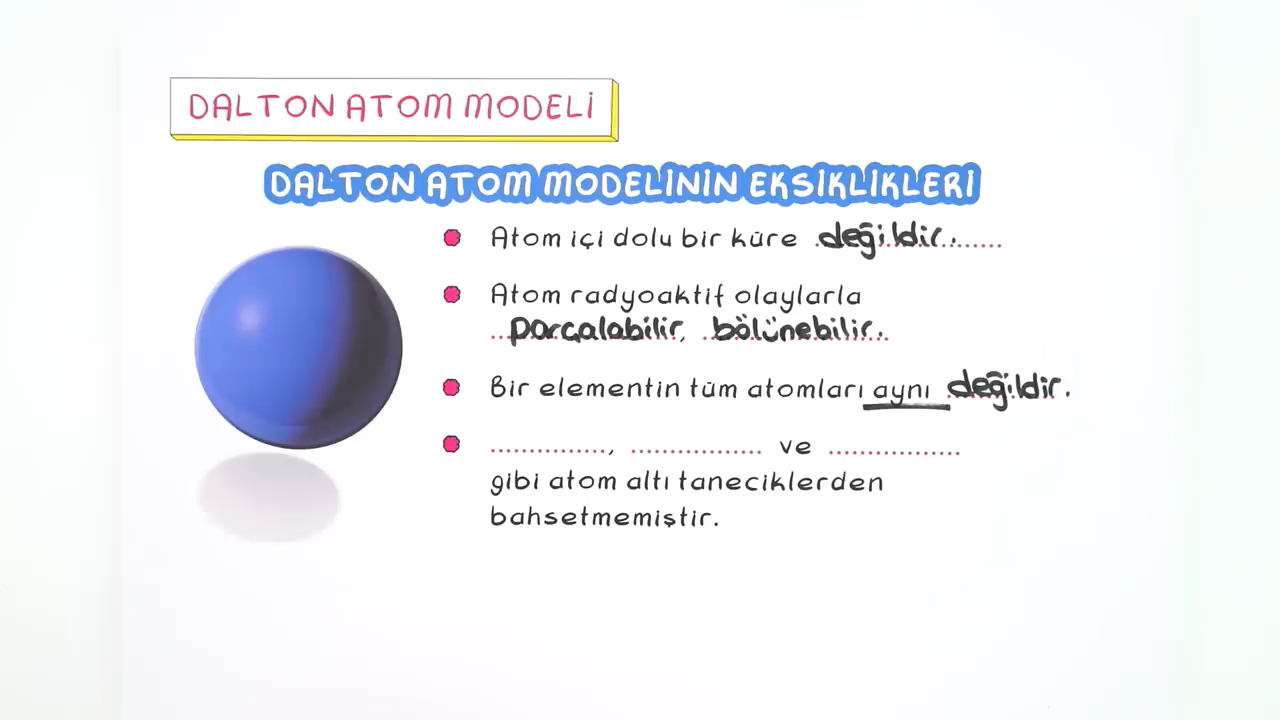 DALTON ATOM MODELİ
DALTON ATOM MODELİNİN EKSİKLİKLERİ
Atom içi dolu bir küre değildir.
Atom radyoaktif olaylarla
parçalabilir, bölünebilir.
Bir elementin tüm atomları aynı değildir.
..............., ................. ve .................
gibi atom altı taneciklerden
bahsetmemiştir.